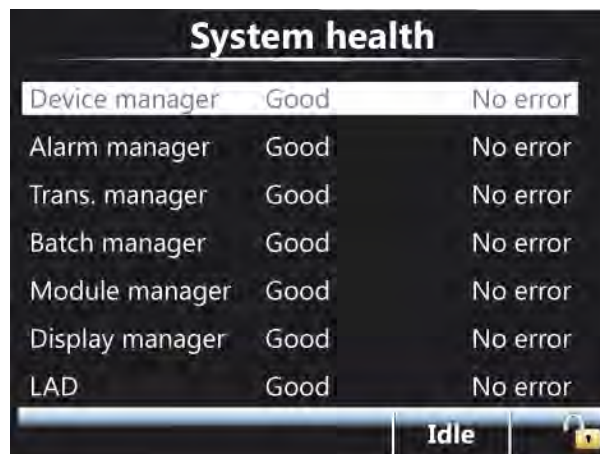 System health
Device manager Good No error
Alarm manager Good No error
Trans. manager Good No error
Batch manager Good No error
Module manager Good No error
Display manager Good No error
LAD Good No error
Idle